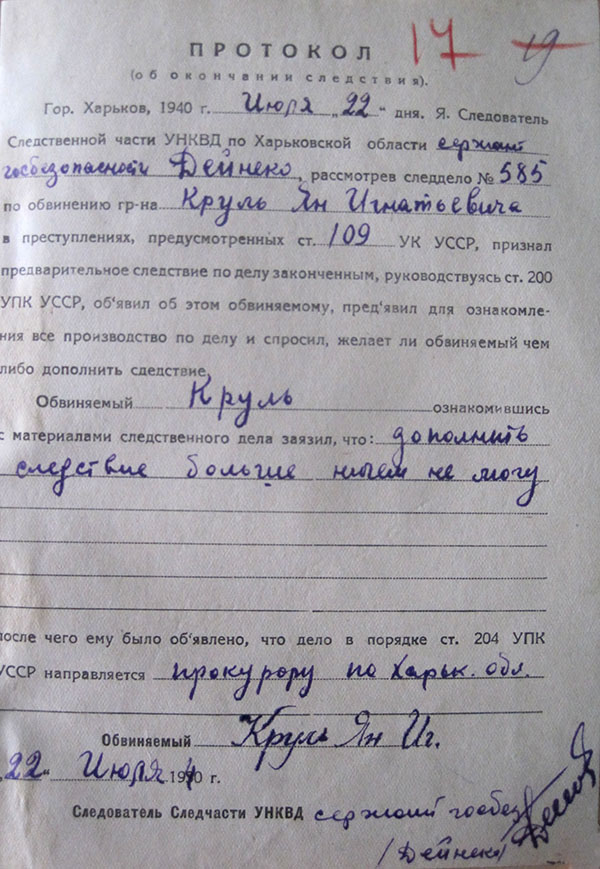 17 19
ПРОТОКОЛ
(об окончании следствия).
Гор. Харьков, 1940 г. Июля „22" дня. Я. Следователь
Следственной части УНКВД по Харьковской области сержант
госбезопасности Дейнеко, рассмотрев следдело № 585
по обвинению гр-на Круль Ян Игнатьевича
в преступлениях, предусмотренных ст. 109 УК УССР, признал
предварительное следствие по делу законченным, руководствуясь ст. 200
УПК УССР, об'явил об этом обвиняемому, пред'явил для ознакомле-
ния все производство по делу и спросил, желает ли обвиняемый чем
либо дополнить следствие.
Обвиняемый Круль ознакомившись
с материалами следственного дела заязил, что: дополнить
следствие больше ничем не могу
после чего ему было об'явлено, что дело в порядке ст. 204 УПК
УССР направляется прокурору по Харьк. обл.
Обвиняемый Круль Ян Иг.
„22" Июля 1940 г.
Следователь Следчасти УНКВД сержант госбез
/Дейнеко/